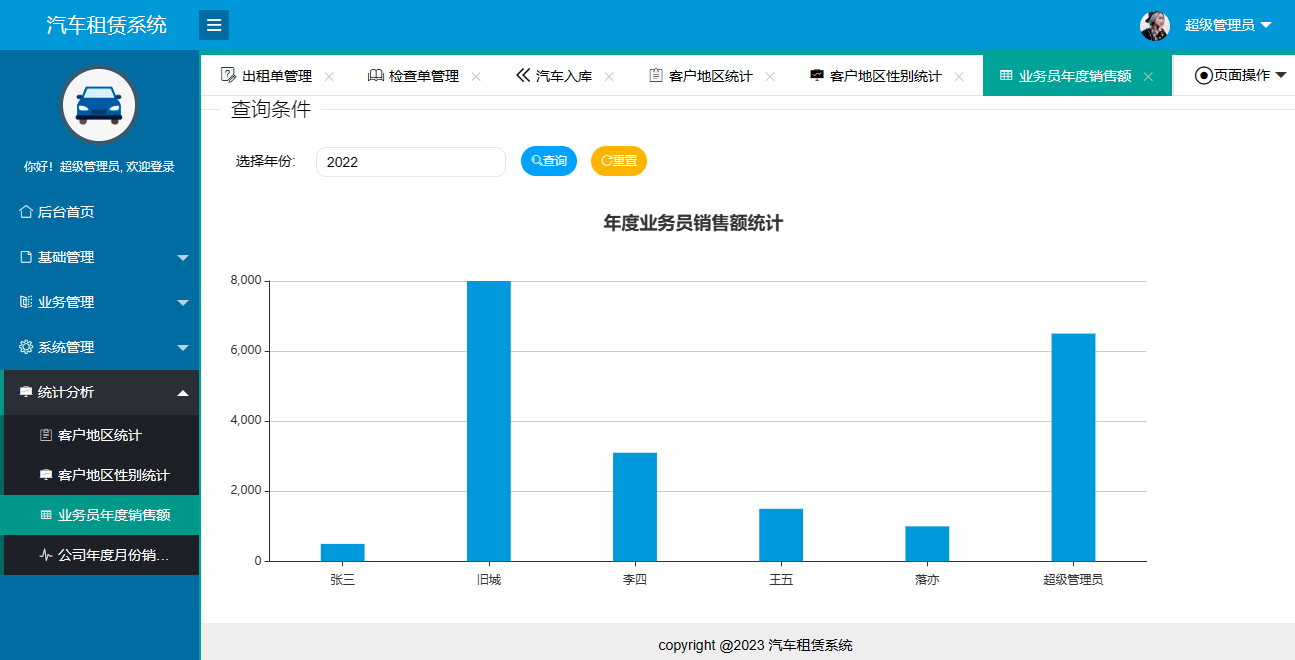 汽车租赁系统
超级管理员
你好！超级管理员, 欢迎登录
后台首页
基础管理
业务管理
系统管理
统计分析
客户地区统计
客户地区性别统计
业务员年度销售额
公司年度月份销...
出租单管理
检查单管理
汽车入库
客户地区统计
客户地区性别统计
业务员年度销售额
页面操作
查询条件
选择年份:
2022
查询
重置
年度业务员销售额统计
8,000
6,000
4,000
2,000
0
张三
旧城
李四
王五
落亦
超级管理员
copyright @2023 汽车租赁系统